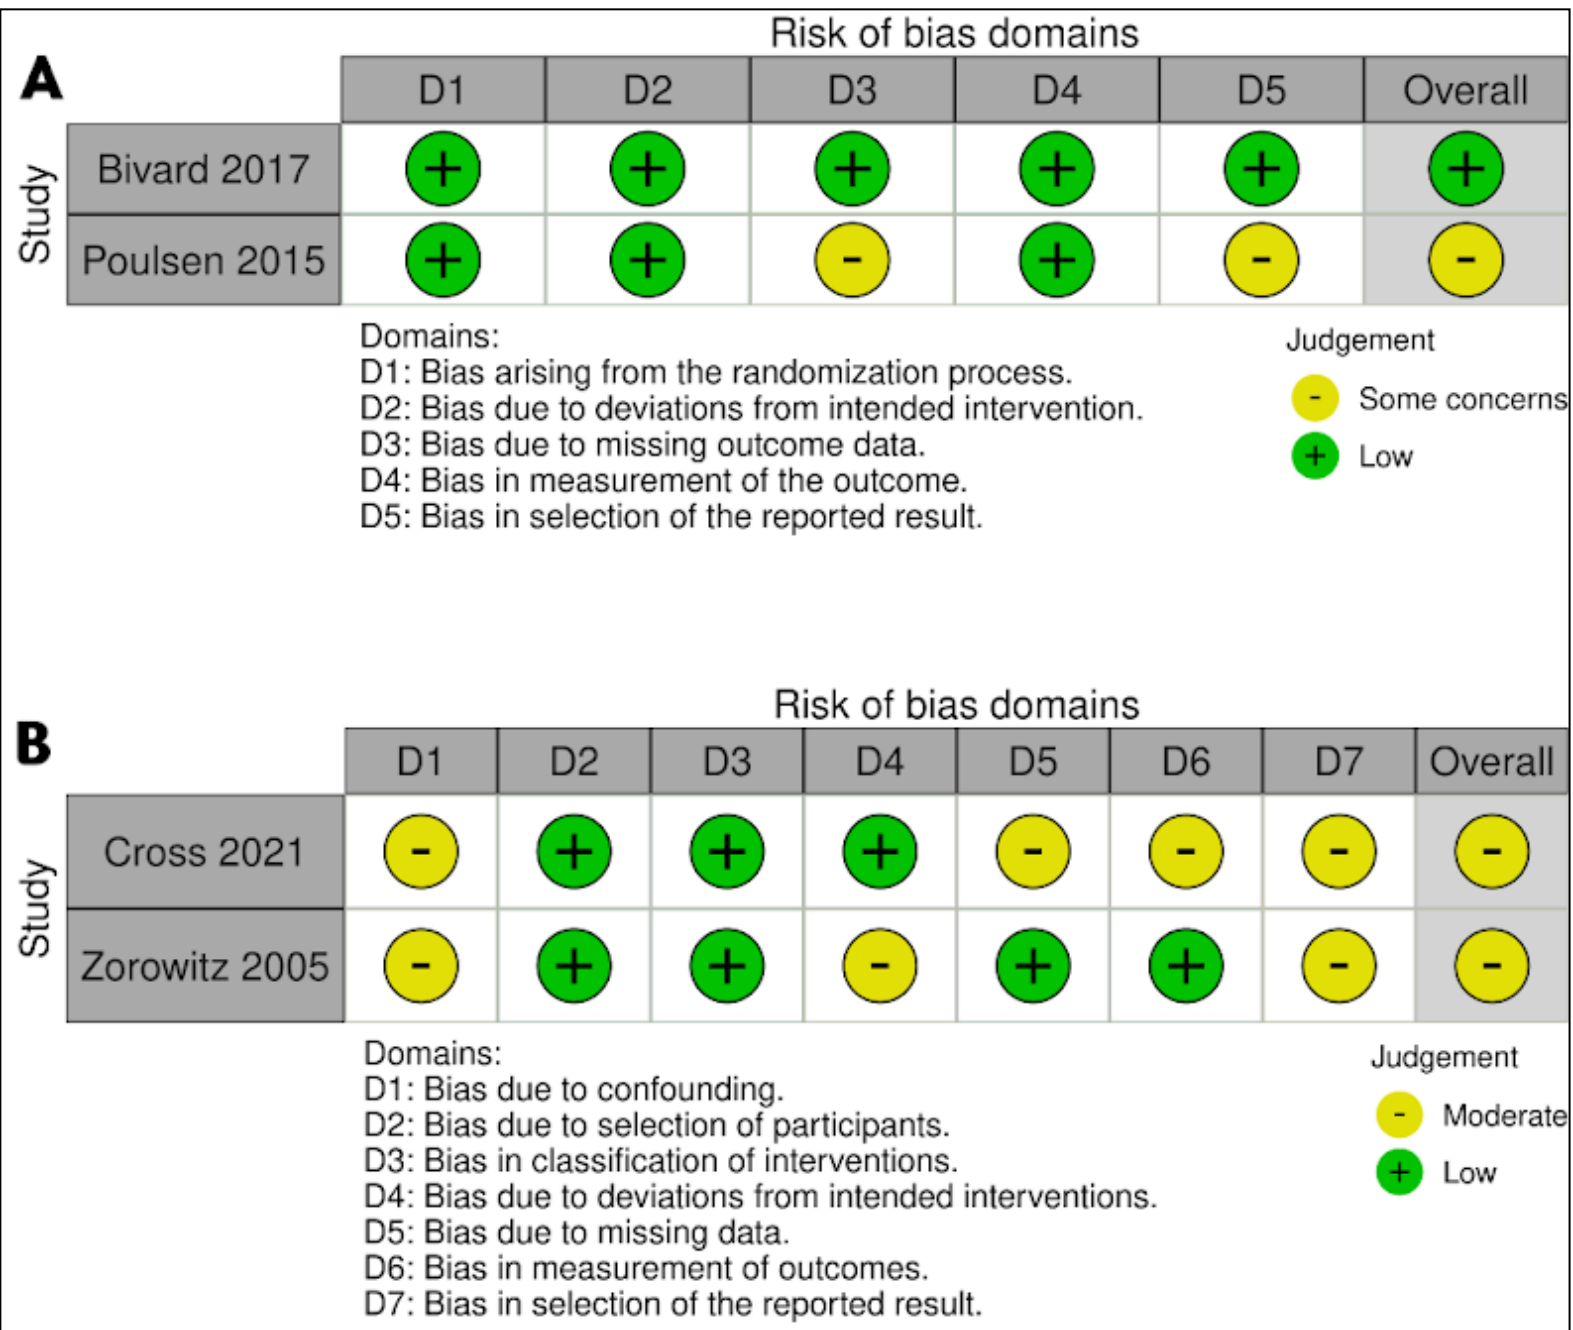 Risk of bias domains
A
D1 D2 D3 D4 D5 Overall
Study
Bivard 2017 + + + + + +
Poulsen 2015 + + - + - -
Domains:
D1: Bias arising from the randomization process.
D2: Bias due to deviations from intended intervention.
D3: Bias due to missing outcome data.
D4: Bias in measurement of the outcome.
D5: Bias in selection of the reported result.
Judgement
- Some concerns
+ Low
Risk of bias domains
B
D1 D2 D3 D4 D5 D6 D7 Overall
Study
Cross 2021 - + + + - - - -
Zorowitz 2005 - + + - + + - -
Domains:
D1: Bias due to confounding.
D2: Bias due to selection of participants.
D3: Bias in classification of interventions.
D4: Bias due to deviations from intended interventions.
D5: Bias due to missing data.
D6: Bias in measurement of outcomes.
D7: Bias in selection of the reported result.
Judgement
- Moderate
+ Low